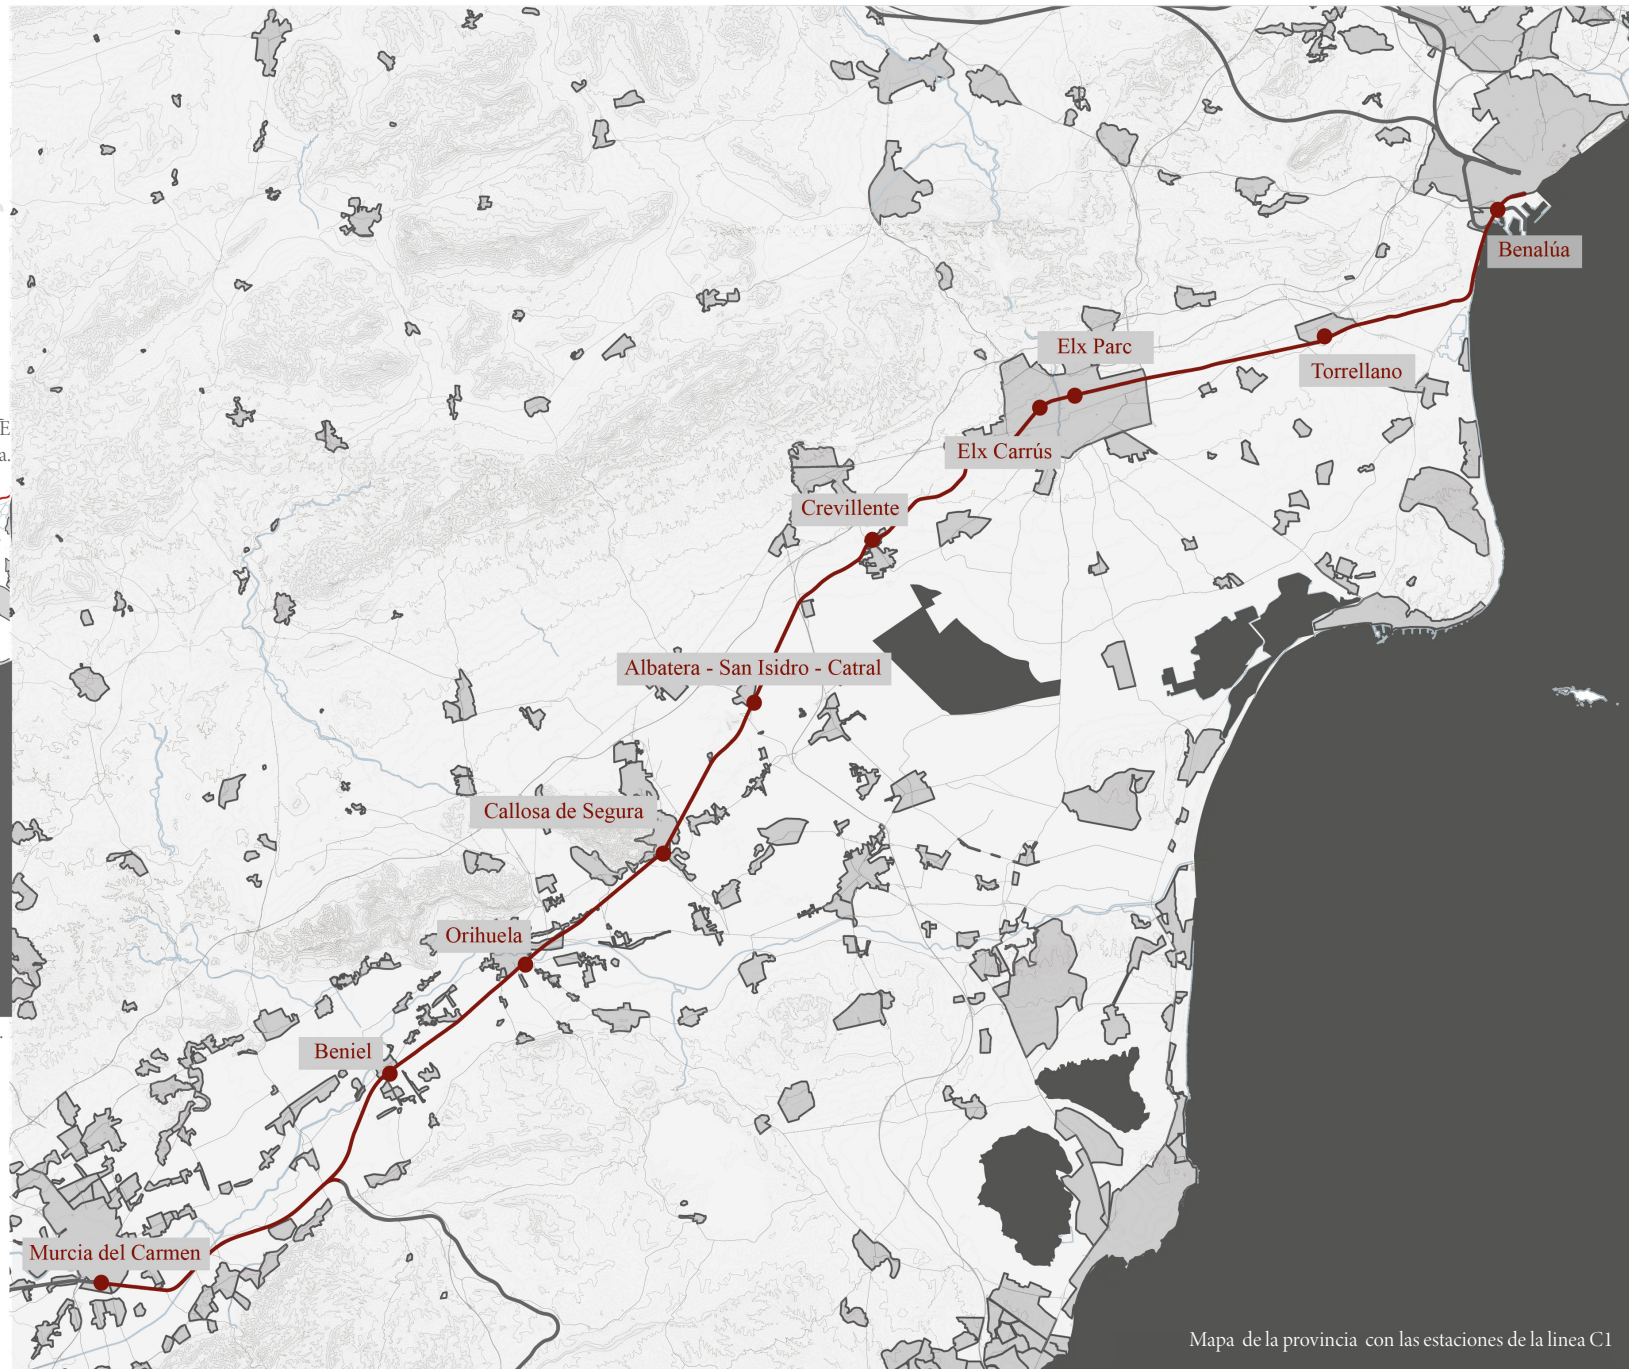 Benalúa
Elx Parc
Torrellano
Elx Carrús
Crevillente
Albatera - San Isidro - Catral
Callosa de Segura
Orihuela
Beniel
Murcia del Carmen
Mapa de la provincia con las estaciones de la linea C1